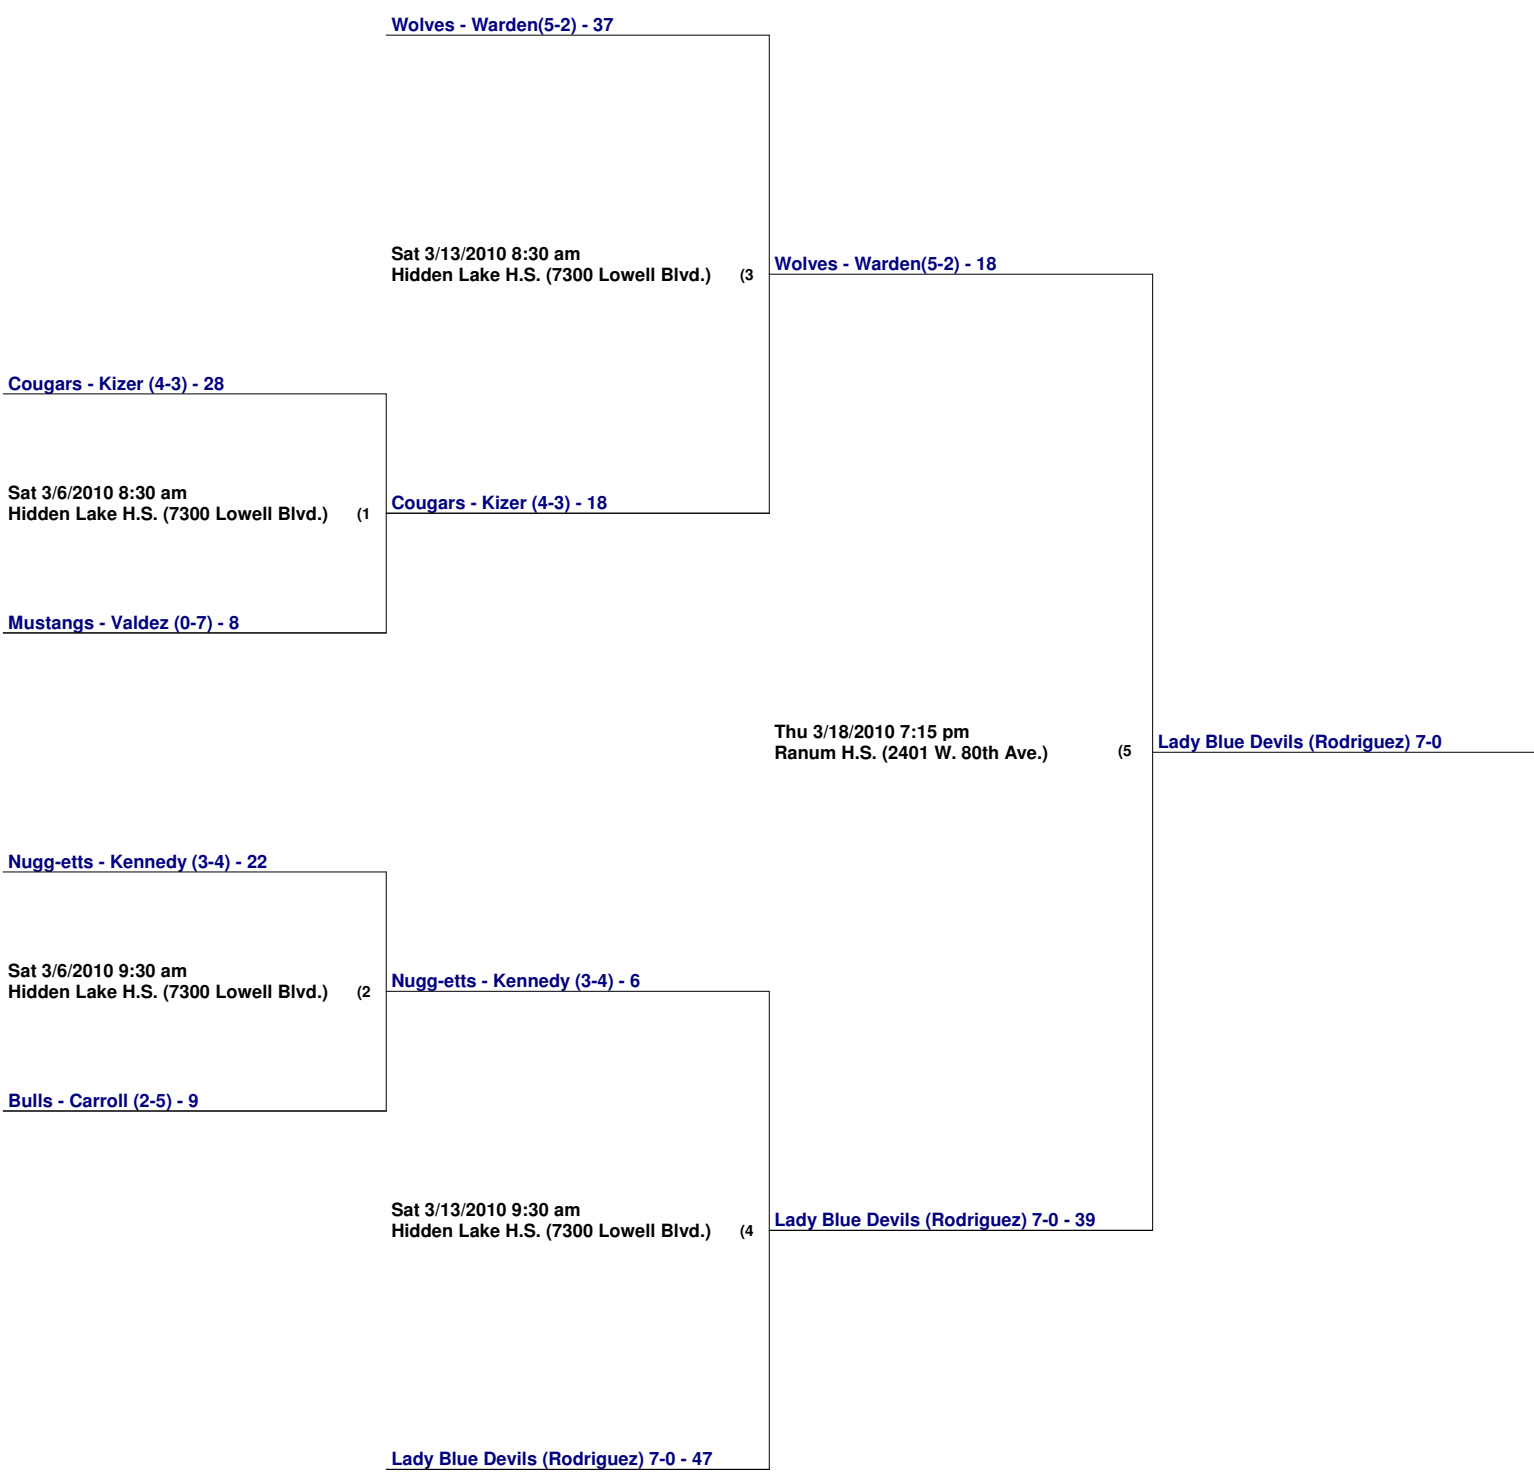 Wolves - Warden(5-2) - 37
Sat 3/13/2010 8:30 am
Hidden Lake H.S. (7300 Lowell Blvd.) (3
Wolves - Warden(5-2) - 18
Cougars - Kizer (4-3) - 28
Sat 3/6/2010 8:30 am
Hidden Lake H.S. (7300 Lowell Blvd.) (1
Cougars - Kizer (4-3) - 18
Mustangs - Valdez (0-7) - 8
Thu 3/18/2010 7:15 pm
Ranum H.S. (2401 W. 80th Ave.) (5
Lady Blue Devils (Rodriguez) 7-0
Nugg-etts - Kennedy (3-4) - 22
Sat 3/6/2010 9:30 am
Hidden Lake H.S. (7300 Lowell Blvd.) (2
Nugg-etts - Kennedy (3-4) - 6
Bulls - Carroll (2-5) - 9
Sat 3/13/2010 9:30 am
Hidden Lake H.S. (7300 Lowell Blvd.) (4
Lady Blue Devils (Rodriguez) 7-0 - 39
Lady Blue Devils (Rodriguez) 7-0 - 47